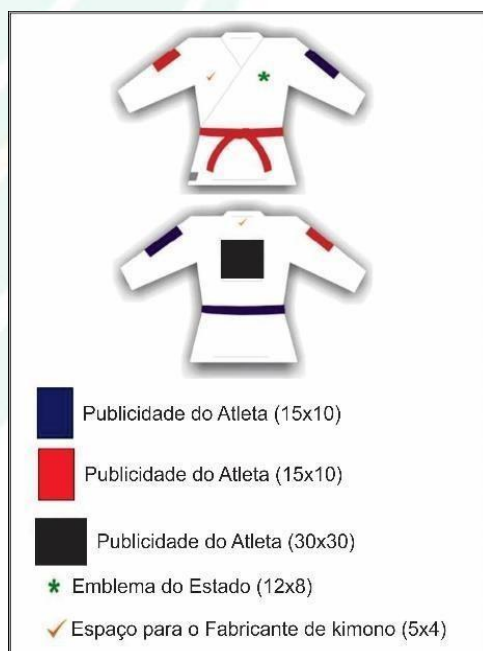 Publicidade do Atleta (15x10)
Publicidade do Atleta (15x10)
Publicidade do Atleta (30x30)
Emblema do Estado (12x8)
Espaço para o Fabricante de kimono (5x4)